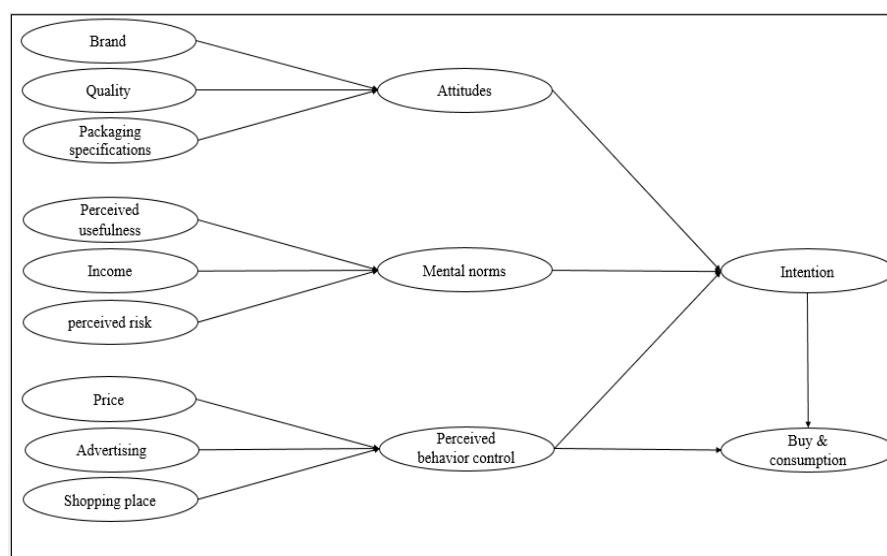 Brand
Quality
Packaging
specifications
Attitudes
Perceived
usefulness
Income
perceived risk
Mental norms
Intention
Price
Advertising
Shopping place
Perceived
behavior control
Buy &
consumption